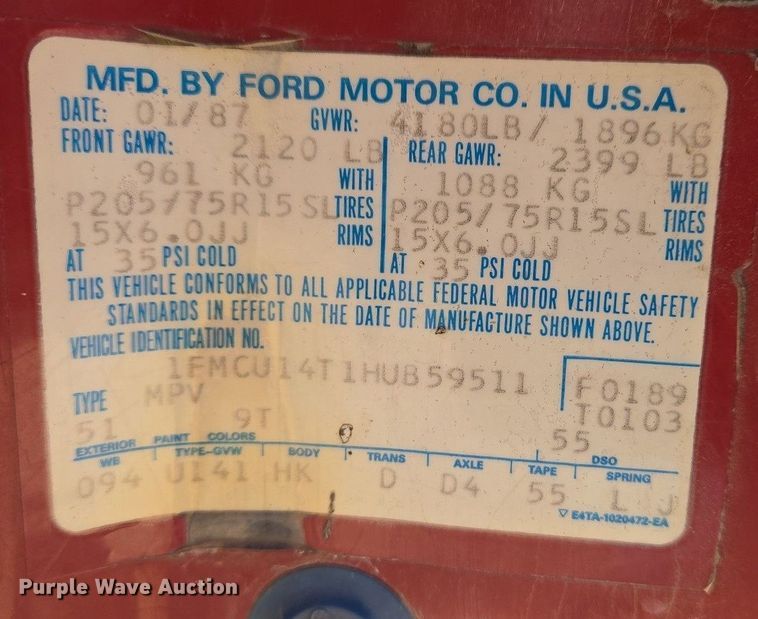 MFD. BY FORD MOTOR CO. IN U.S.A.
DATE: 01/87 GVWR: 4180LB/ 1896KG
FRONT GAWR: 2120 LB REAR GAWR: 2399 LB
961 KG WITH 1088 KG WITH
P205/75R15SL TIRES P205/75R15SL TIRES
15X6.0JJ RIMS 15X6.0JJ RIMS
AT 35 PSI COLD AT 35 PSI COLD
THIS VEHICLE CONFORMS TO ALL APPLICABLE FEDERAL MOTOR VEHICLE SAFETY
STANDARDS IN EFFECT ON THE DATE OF MANUFACTURE SHOWN ABOVE.
VEHICLE IDENTIFICATION NO.
1FMCU14T1HUB59511 F0189
TYPE MPV T0103
51 9T 55
EXTERIOR PAINT COLORS DSO
WB TYPE-GVW BODY TRANS AXLE TAPE SPRING
094 U141 HK D D4 55 L J
E4TA-1020472-EA
Purple Wave Auction